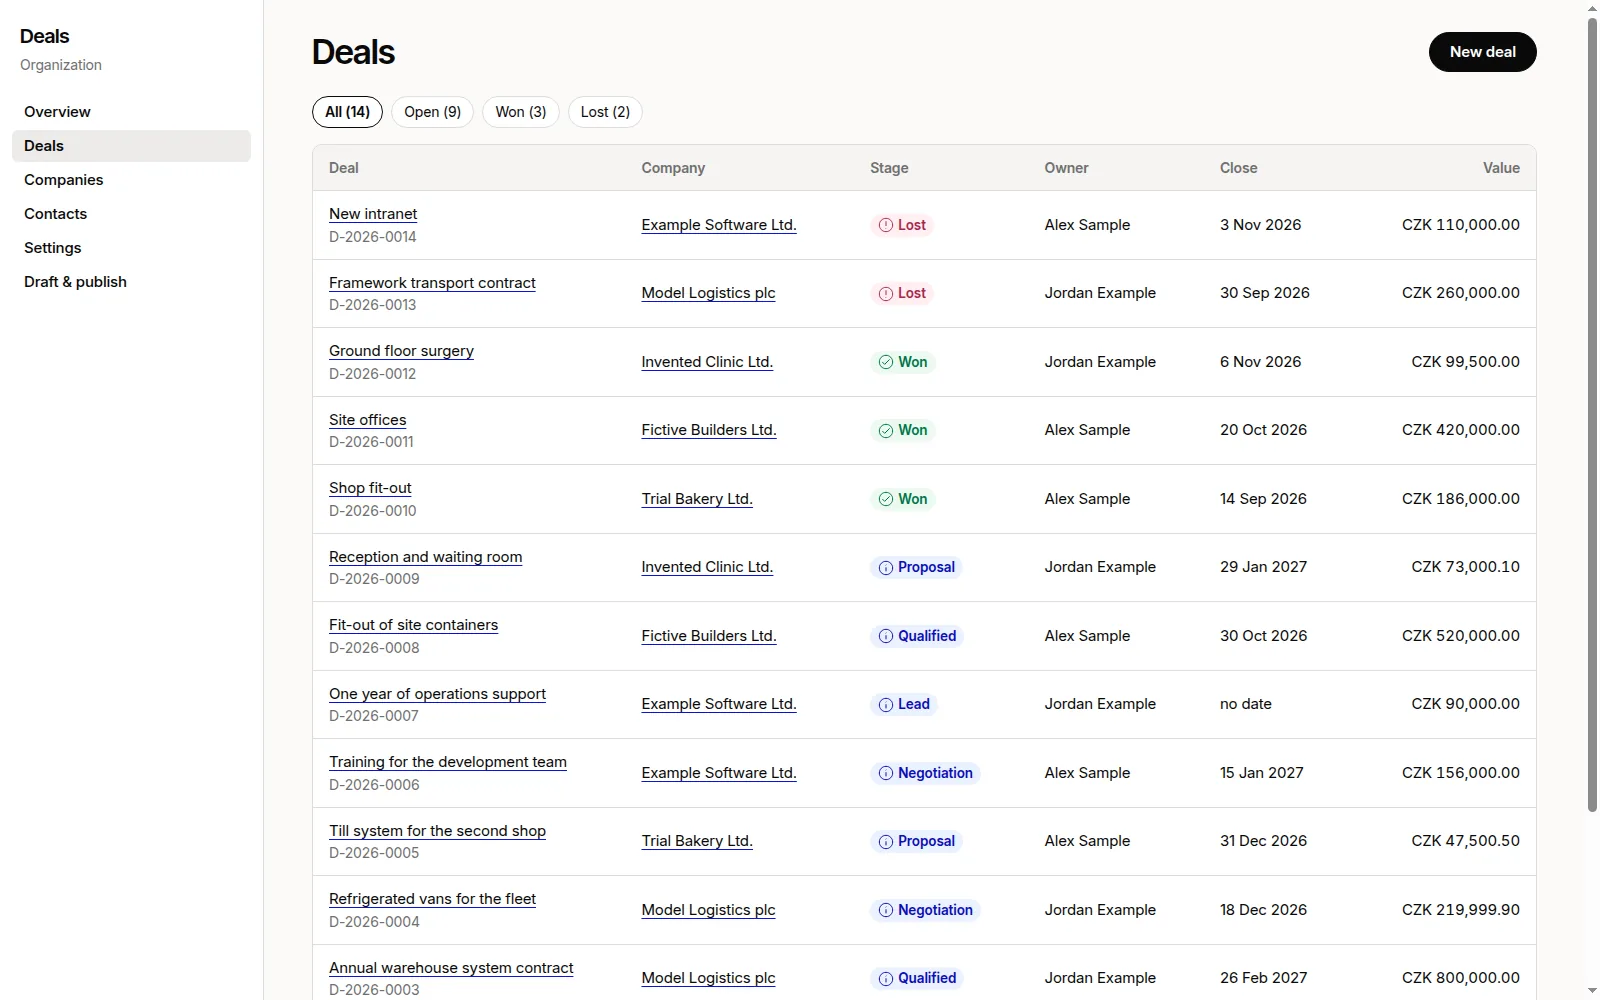 Deals
Organization
Overview
Deals
Companies
Contacts
Settings
Draft & publish
Deals
New deal
All (14) Open (9) Won (3) Lost (2)
Deal Company Stage Owner Close Value
New intranet
D-2026-0014
Example Software Ltd. Lost Alex Sample 3 Nov 2026 CZK 110,000.00
Framework transport contract
D-2026-0013
Model Logistics plc Lost Jordan Example 30 Sep 2026 CZK 260,000.00
Ground floor surgery
D-2026-0012
Invented Clinic Ltd. Won Jordan Example 6 Nov 2026 CZK 99,500.00
Site offices
D-2026-0011
Fictive Builders Ltd. Won Alex Sample 20 Oct 2026 CZK 420,000.00
Shop fit-out
D-2026-0010
Trial Bakery Ltd. Won Alex Sample 14 Sep 2026 CZK 186,000.00
Reception and waiting room
D-2026-0009
Invented Clinic Ltd. Proposal Jordan Example 29 Jan 2027 CZK 73,000.10
Fit-out of site containers
D-2026-0008
Fictive Builders Ltd. Qualified Alex Sample 30 Oct 2026 CZK 520,000.00
One year of operations support
D-2026-0007
Example Software Ltd. Lead Jordan Example no date CZK 90,000.00
Training for the development team
D-2026-0006
Example Software Ltd. Negotiation Alex Sample 15 Jan 2027 CZK 156,000.00
Till system for the second shop
D-2026-0005
Trial Bakery Ltd. Proposal Alex Sample 31 Dec 2026 CZK 47,500.50
Refrigerated vans for the fleet
D-2026-0004
Model Logistics plc Negotiation Jordan Example 18 Dec 2026 CZK 219,999.90
Annual warehouse system contract
D-2026-0003
Model Logistics plc Qualified Jordan Example 26 Feb 2027 CZK 800,000.00